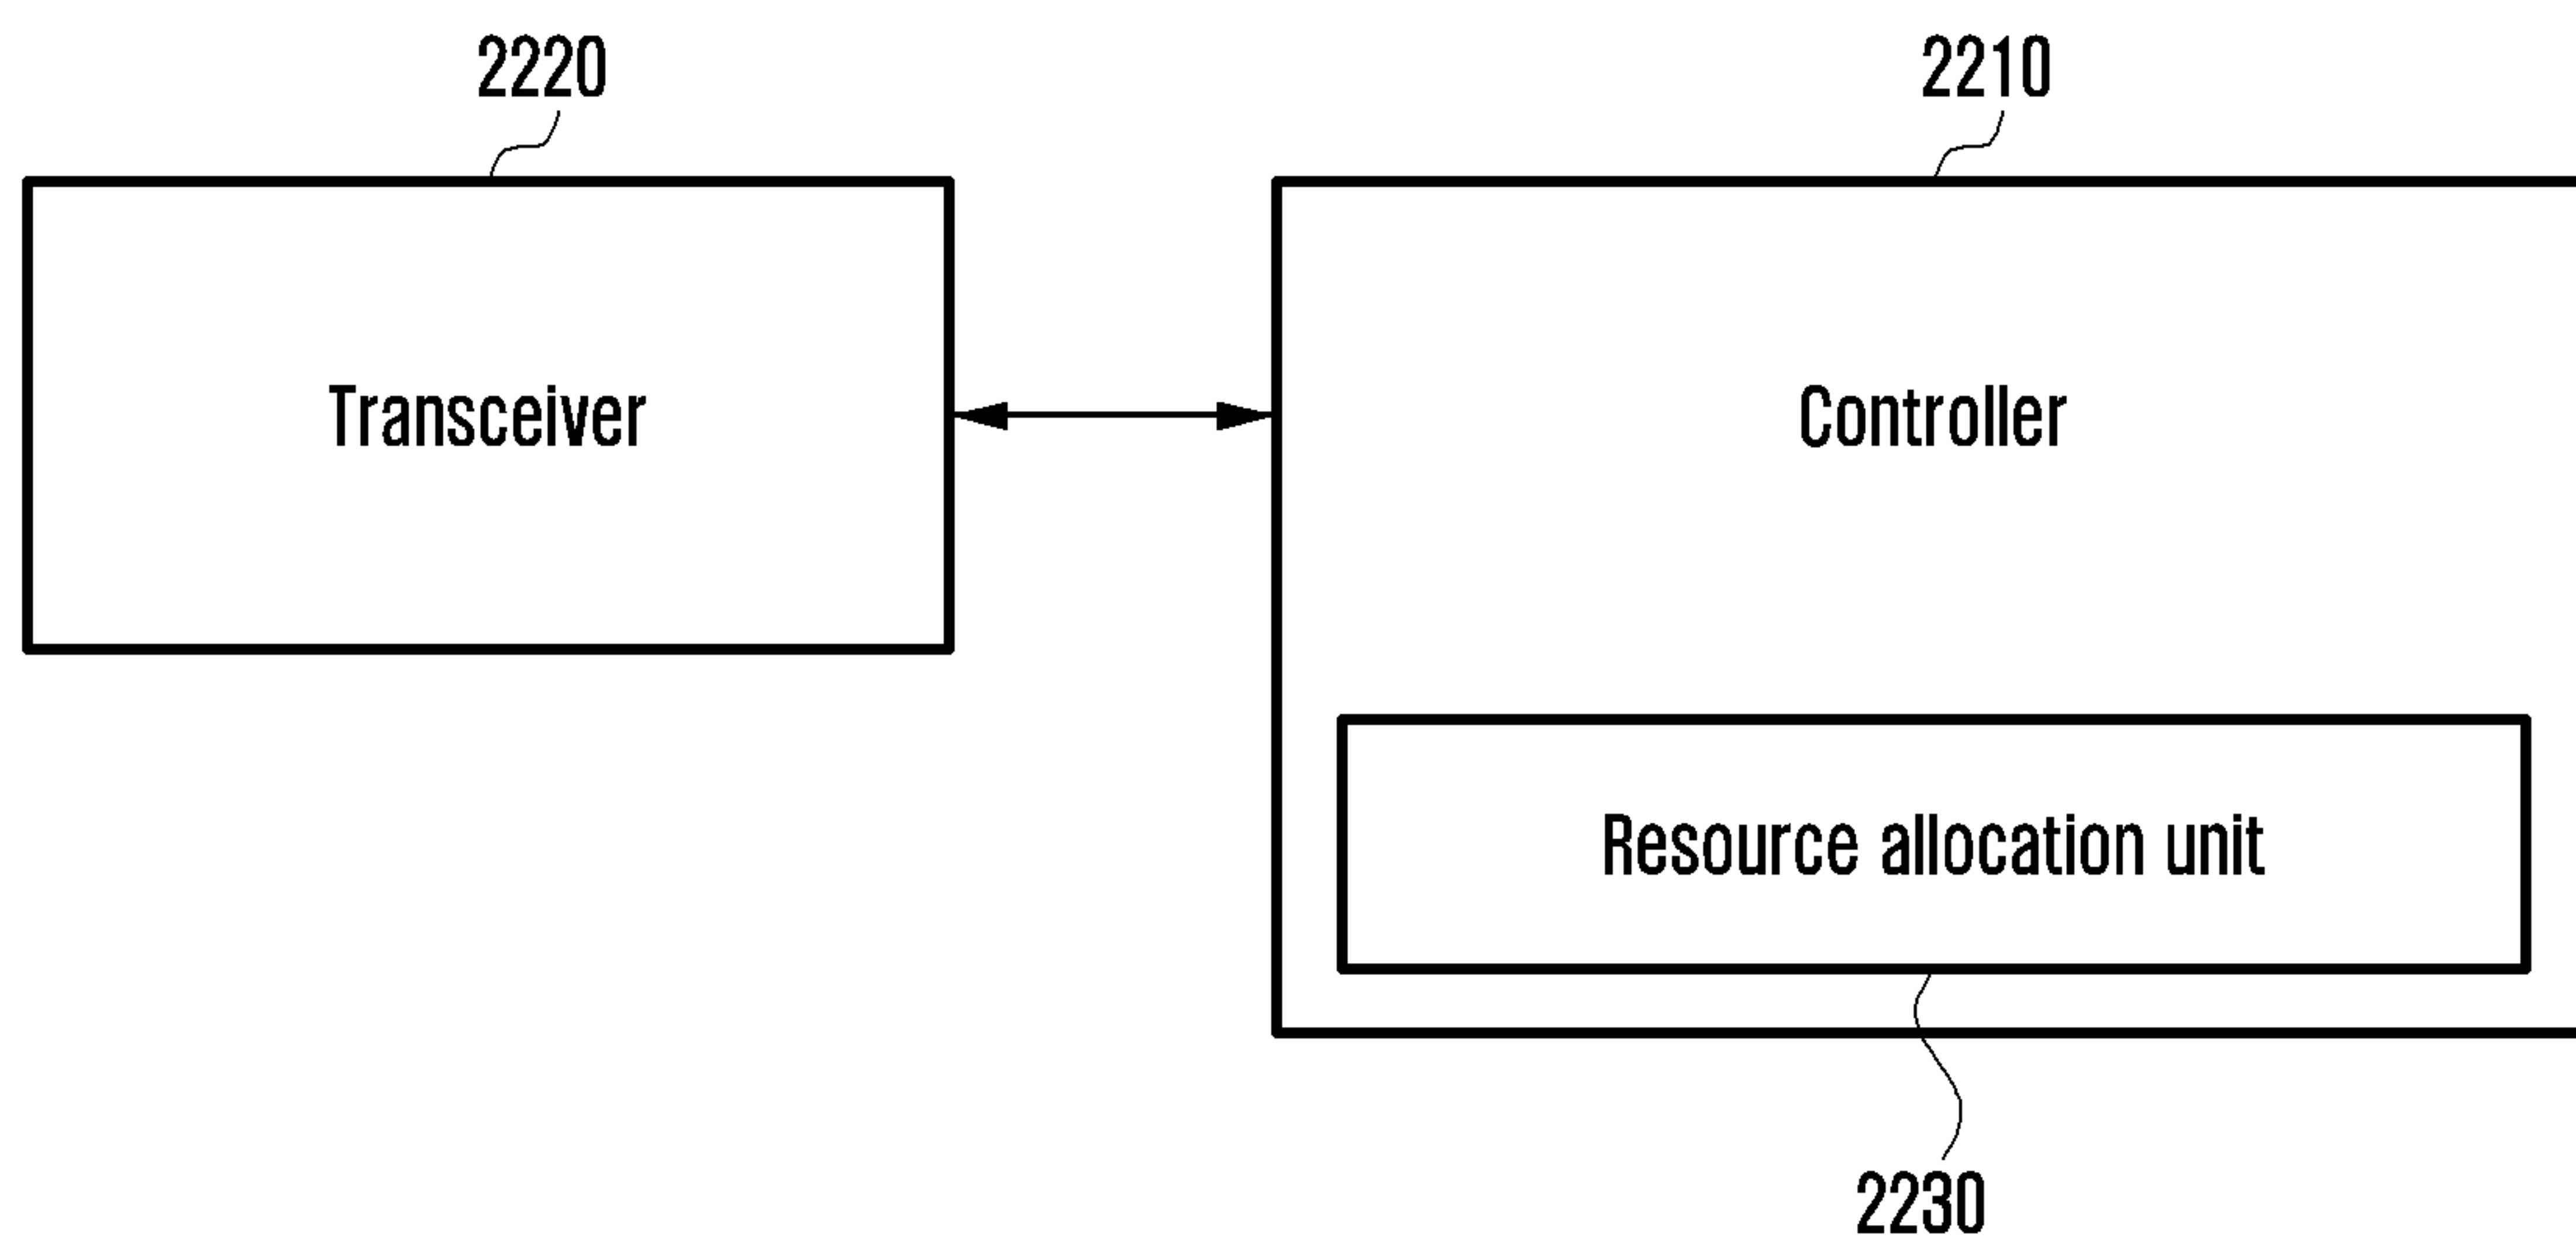 2220
2210
Transceiver
Controller
Resource allocation unit
2230